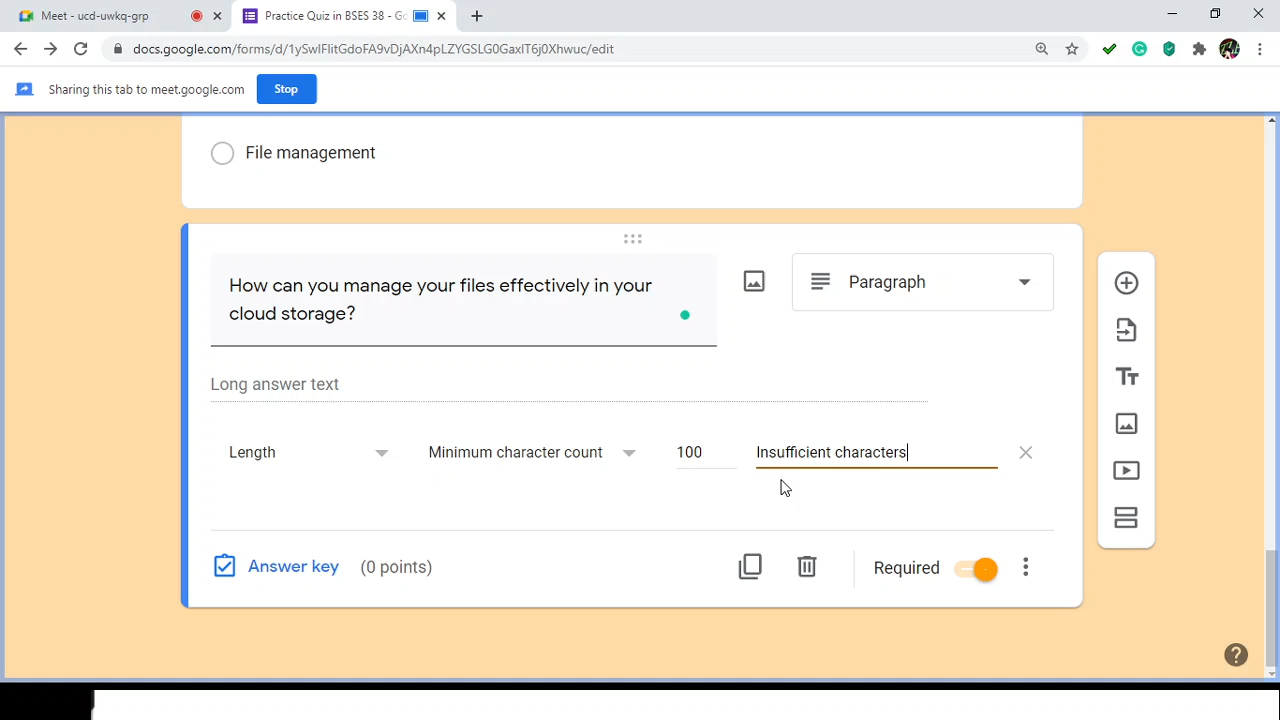 Meet - ucd-uwkq-grp
Practice Quiz in BSES 38 - Go
docs.google.com/forms/d/1ySwIFlitGdoFA9vDjAXn4pLZYGSLG0GaxlT6j0Xhwuc/edit
Sharing this tab to meet.google.com
Stop
File management
How can you manage your files effectively in your
cloud storage?
Paragraph
Long answer text
Length
Minimum character count
100
Insufficient characters
Answer key
(0 points)
Required